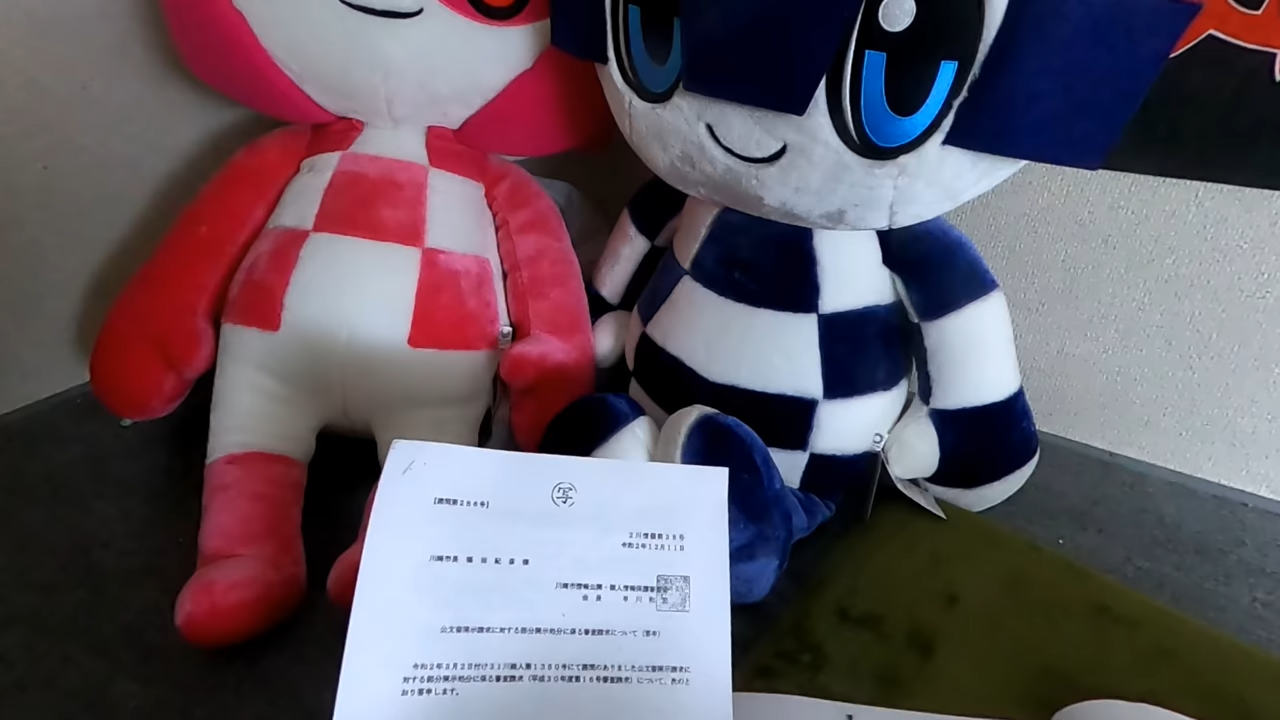 写
【諮問第２８６号】
２川情個第３８号
令和２年１２月１１日
川崎市長　福　田　紀　彦　様
川崎市情報公開・個人情報保護審査会
会　長
公文書開示請求に対する部分開示処分に係る審査請求について（答申）
令和２年３月２日付け３１川総人第１３５０号にて諮問のありました公文書開示請求に
対する部分開示処分に係る審査請求（平成３０年度第１６号審査請求）について、次のと
おり答申します。